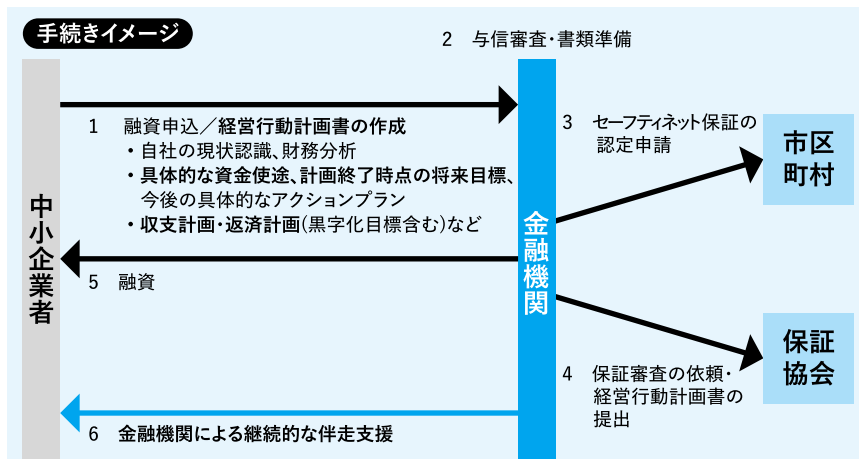 手続きイメージ
2 与信審査・書類準備
1 融資申込／経営行動計画書の作成
・自社の現状認識、財務分析
・具体的な資金使途、計画終了時点の将来目標、
今後の具体的なアクションプラン
・収支計画・返済計画(黒字化目標含む)など
3 セーフティネット保証の
認定申請
市区
町村
中小企業者
金融機関
5 融資
保証
協会
4 保証審査の依頼・
経営行動計画書の
提出
6 金融機関による継続的な伴走支援